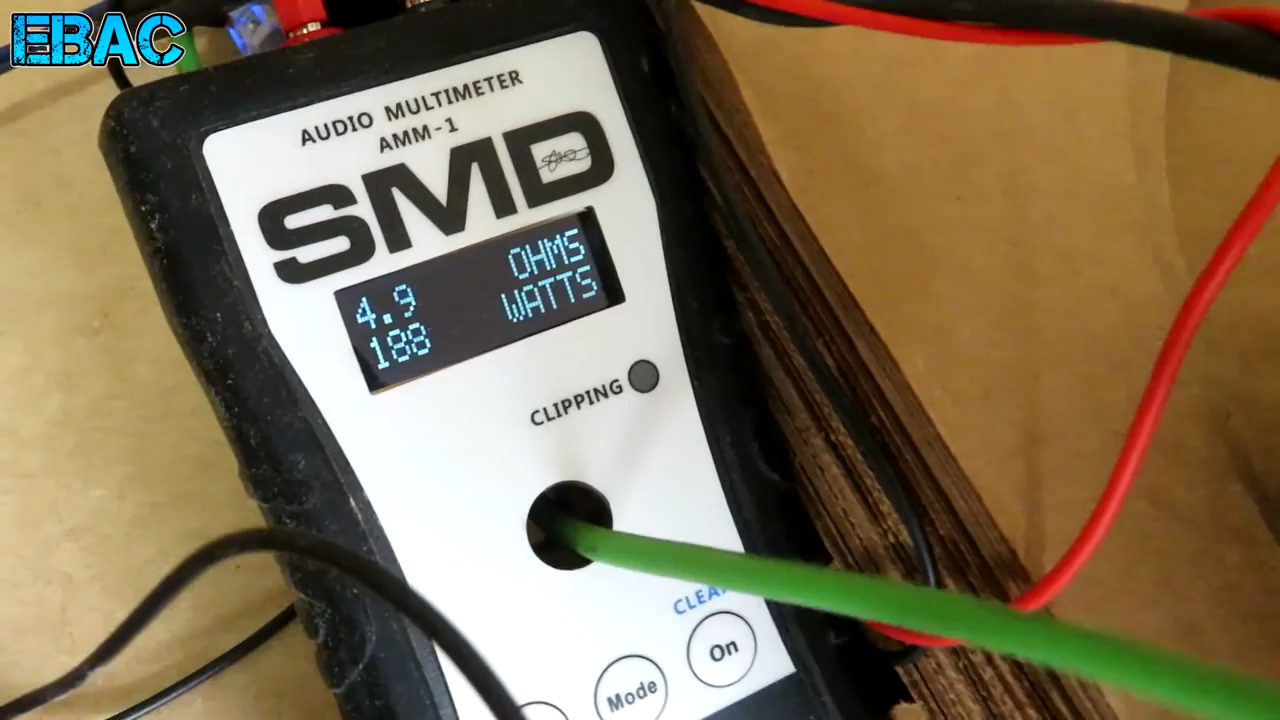 EBAC
AUDIO MULTIMETER
AMM-1
SMD
4.9 OHMS
188 WATTS
CLIPPING
CLEA
Mode
On